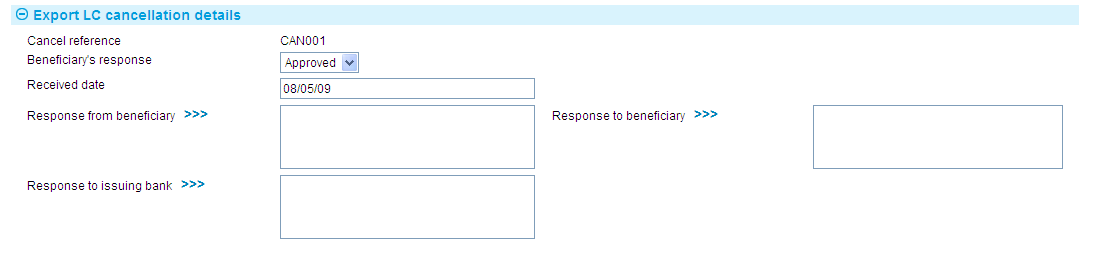 Export LC cancellation details
Cancel reference CAN001
Beneficiary's response Approved
Received date 08/05/09
Response from beneficiary >>> Response to beneficiary >>>
Response to issuing bank >>>